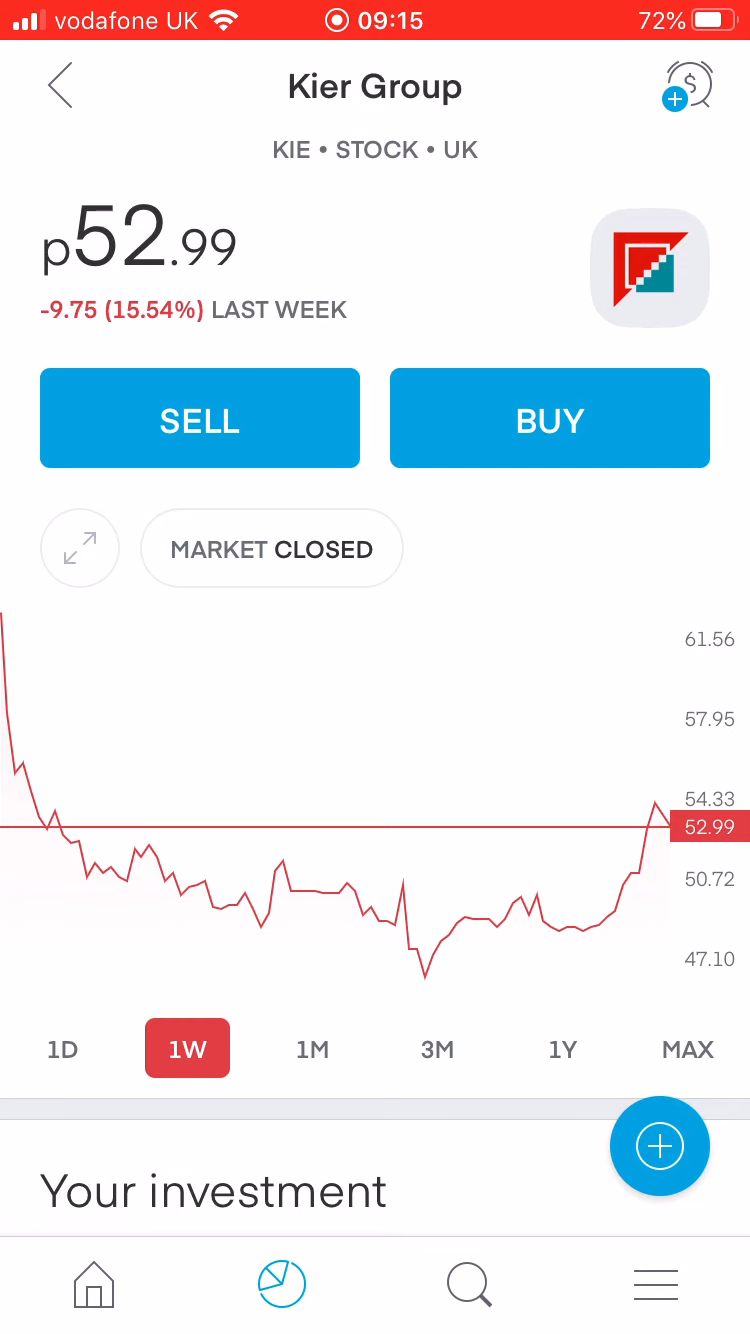 vodafone UK 09:15 72%
Kier Group
KIE • STOCK • UK
p52.99
-9.75 (15.54%) LAST WEEK
SELL BUY
MARKET CLOSED
61.56
57.95
54.33
52.99
50.72
47.10
1D 1W 1M 3M 1Y MAX
Your investment